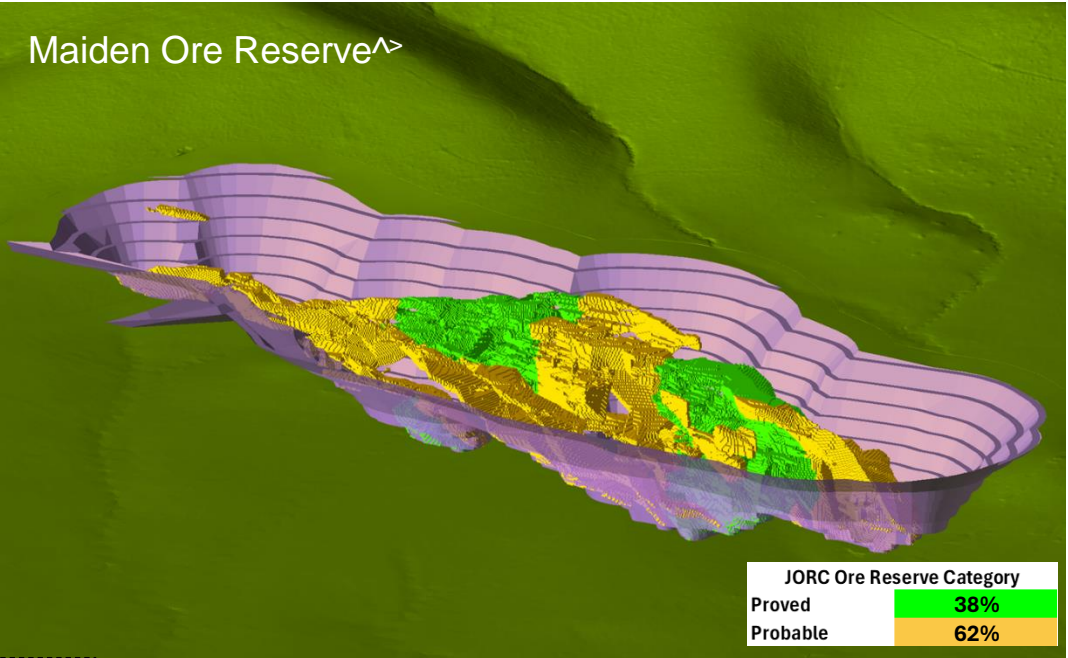 Maiden Ore Reserve^>
JORC Ore Reserve Category
Proved 38%
Probable 62%